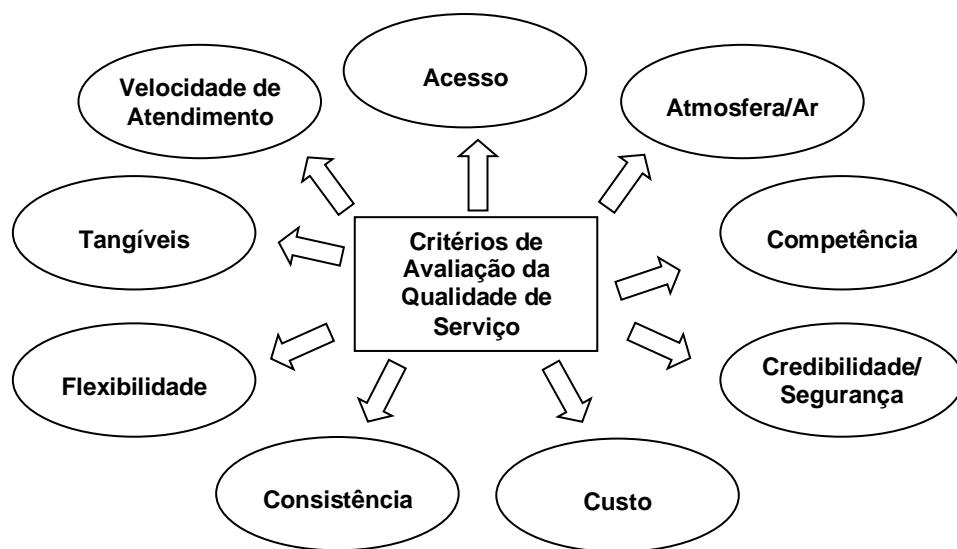 Velocidade de
Atendimento
Acesso
Atmosfera/Ar
Tangíveis
Critérios de
Avaliação da
Qualidade de
Serviço
Competência
Flexibilidade
Credibilidade/
Segurança
Consistência
Custo